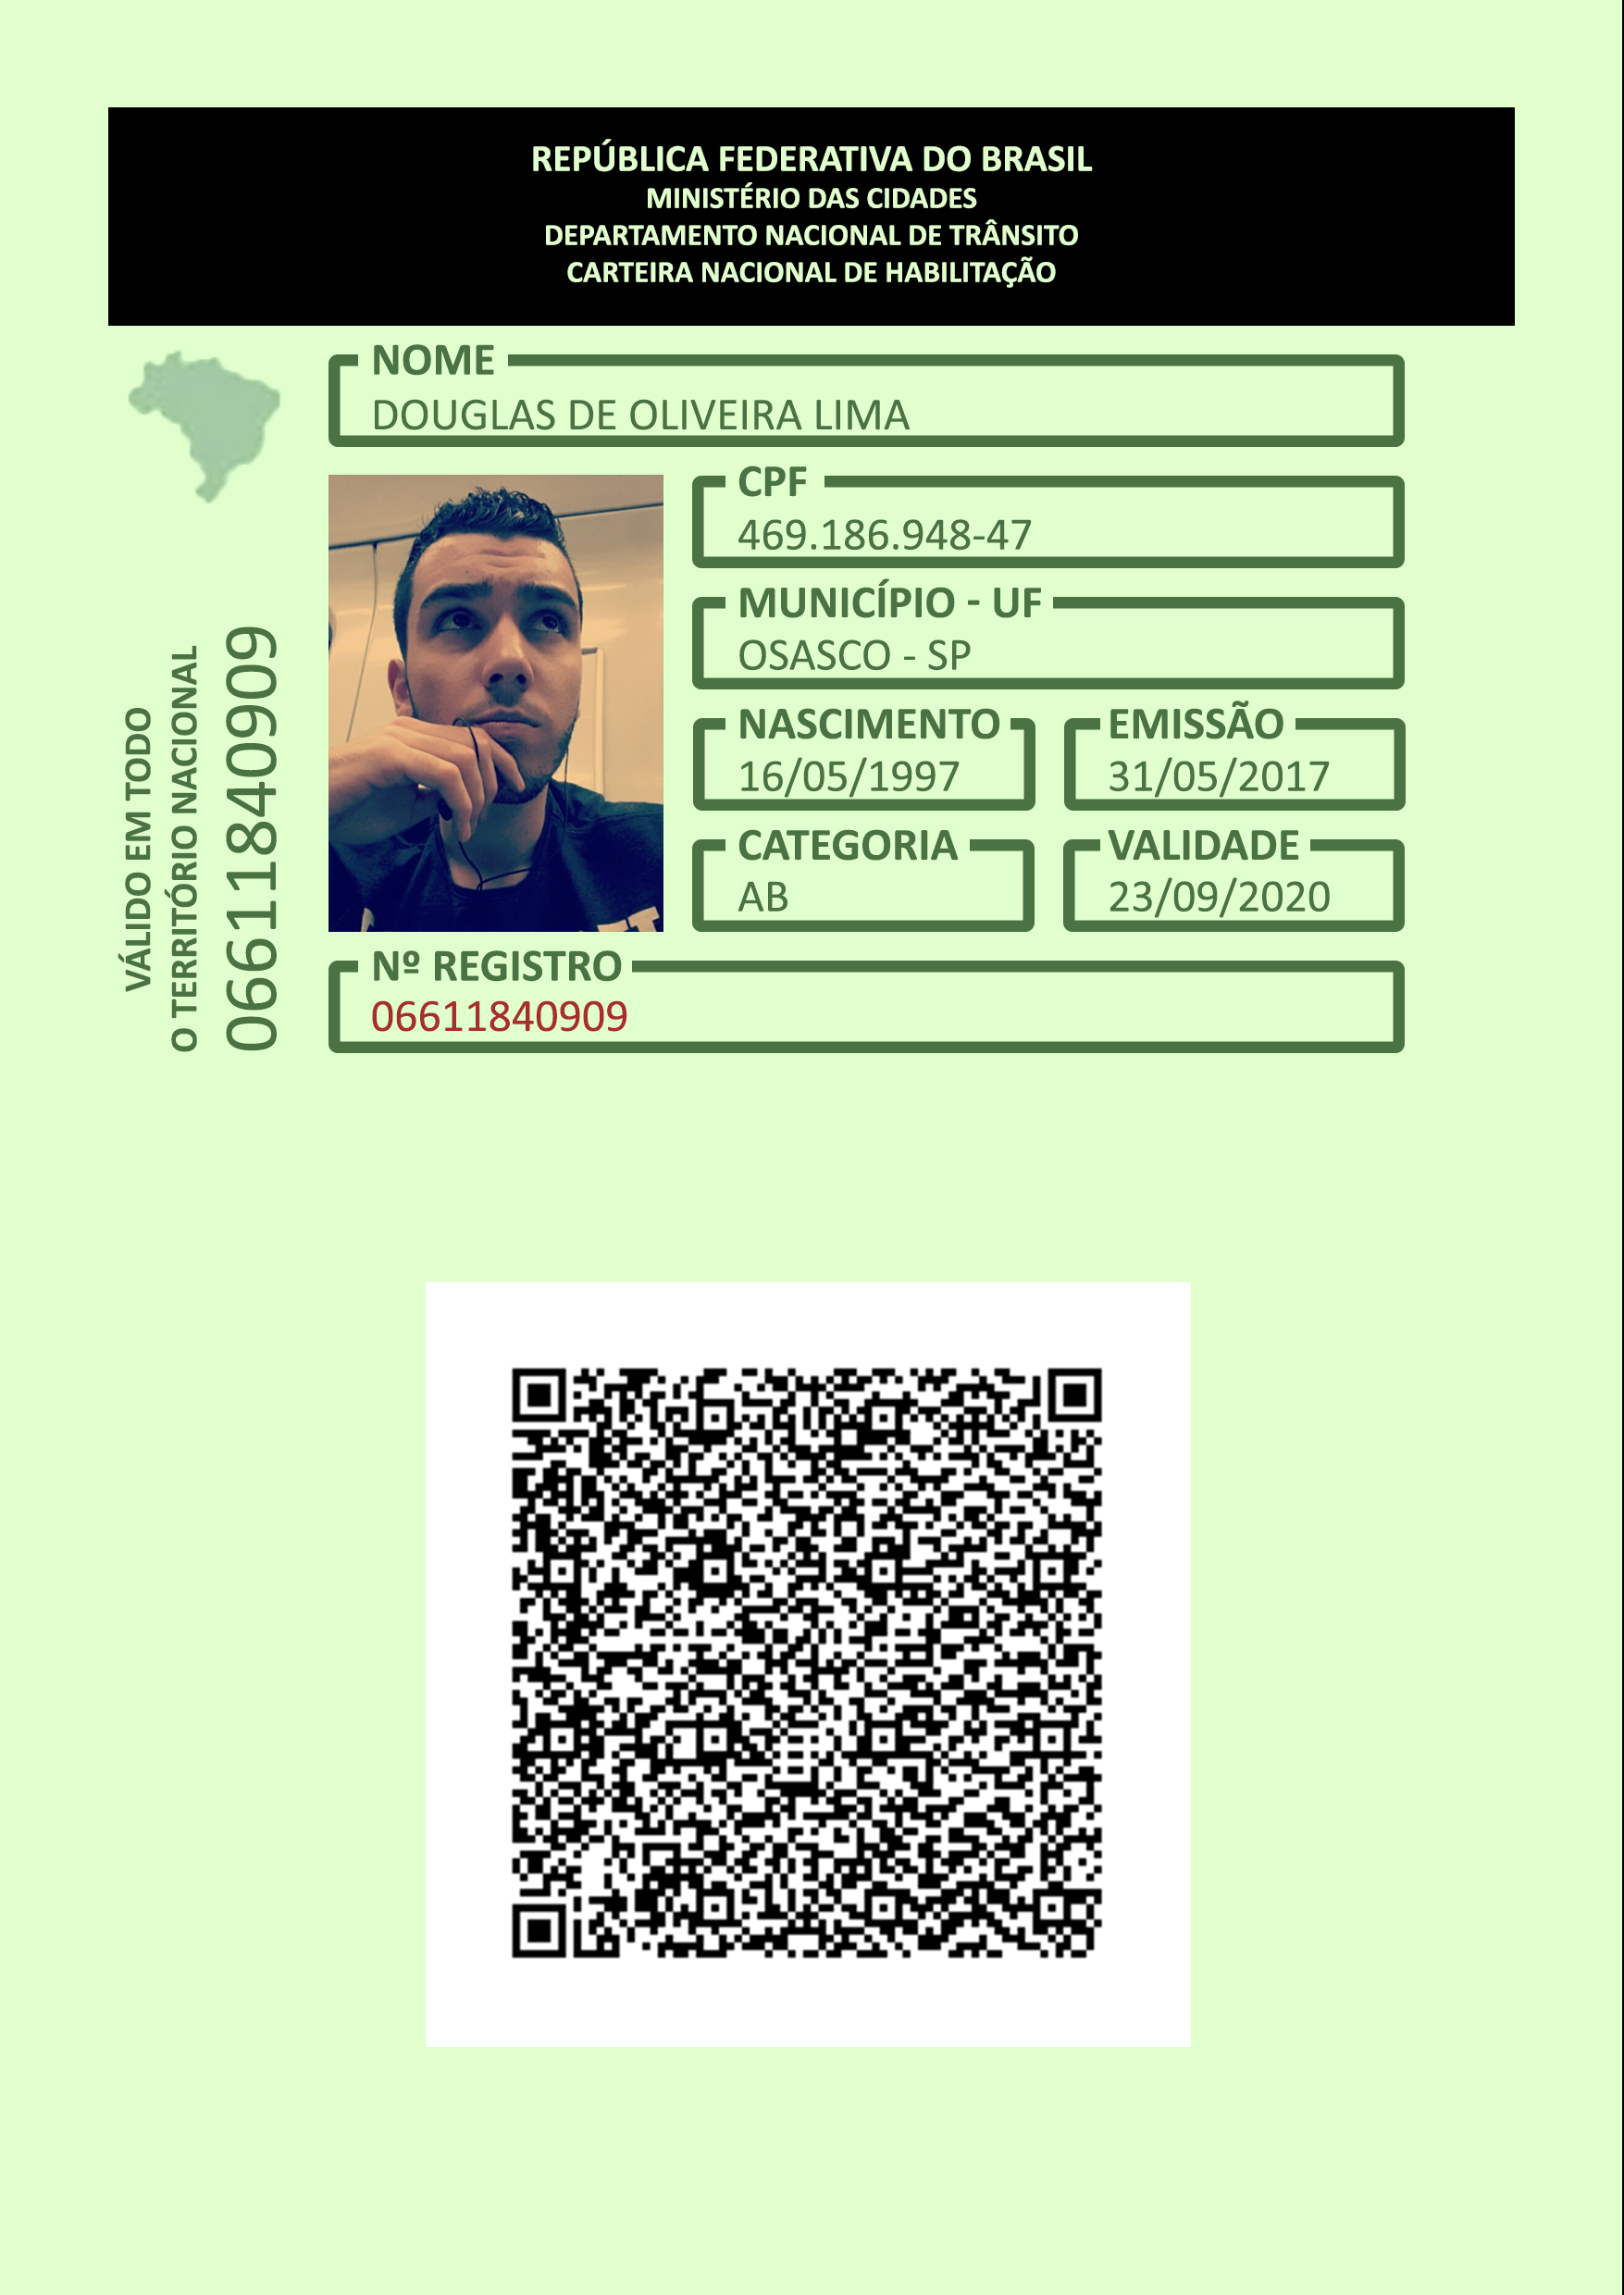 REPÚBLICA FEDERATIVA DO BRASIL
MINISTÉRIO DAS CIDADES
DEPARTAMENTO NACIONAL DE TRÂNSITO
CARTEIRA NACIONAL DE HABILITAÇÃO
NOME
DOUGLAS DE OLIVEIRA LIMA
CPF
469.186.948-47
MUNICÍPIO - UF
OSASCO - SP
NASCIMENTO
16/05/1997
EMISSÃO
31/05/2017
CATEGORIA
AB
VALIDADE
23/09/2020
Nº REGISTRO
06611840909
VÁLIDO EM TODO
O TERRITÓRIO NACIONAL
06611840909